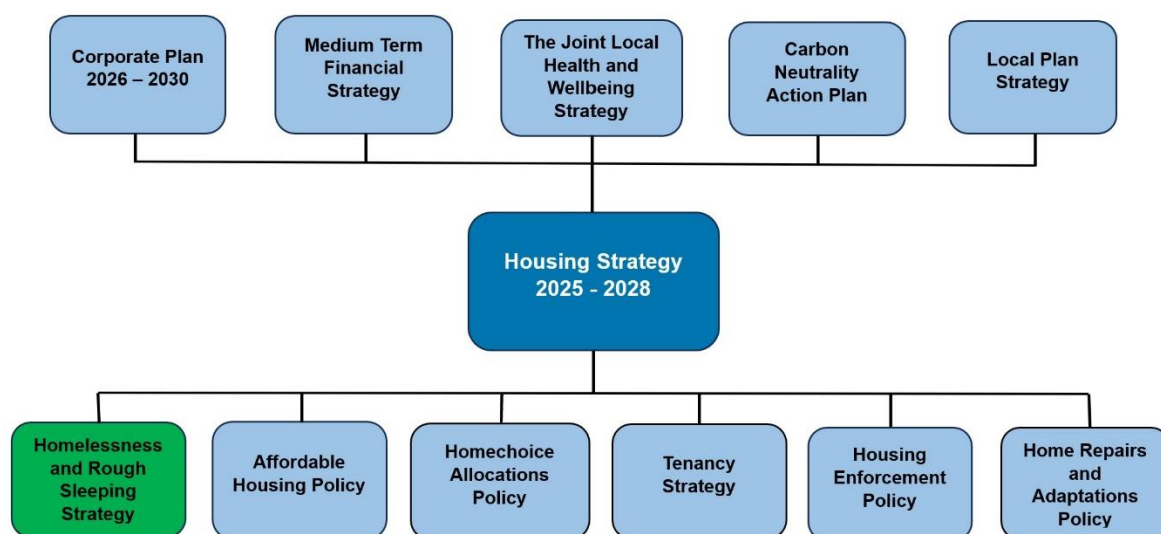 Corporate Plan
2026 – 2030
Medium Term
Financial
Strategy
The Joint Local
Health and
Wellbeing
Strategy
Carbon
Neutrality
Action Plan
Local Plan
Strategy
Housing Strategy
2025 - 2028
Homelessness
and Rough
Sleeping
Strategy
Affordable
Housing Policy
Homechoice
Allocations
Policy
Tenancy
Strategy
Housing
Enforcement
Policy
Home Repairs
and
Adaptations
Policy